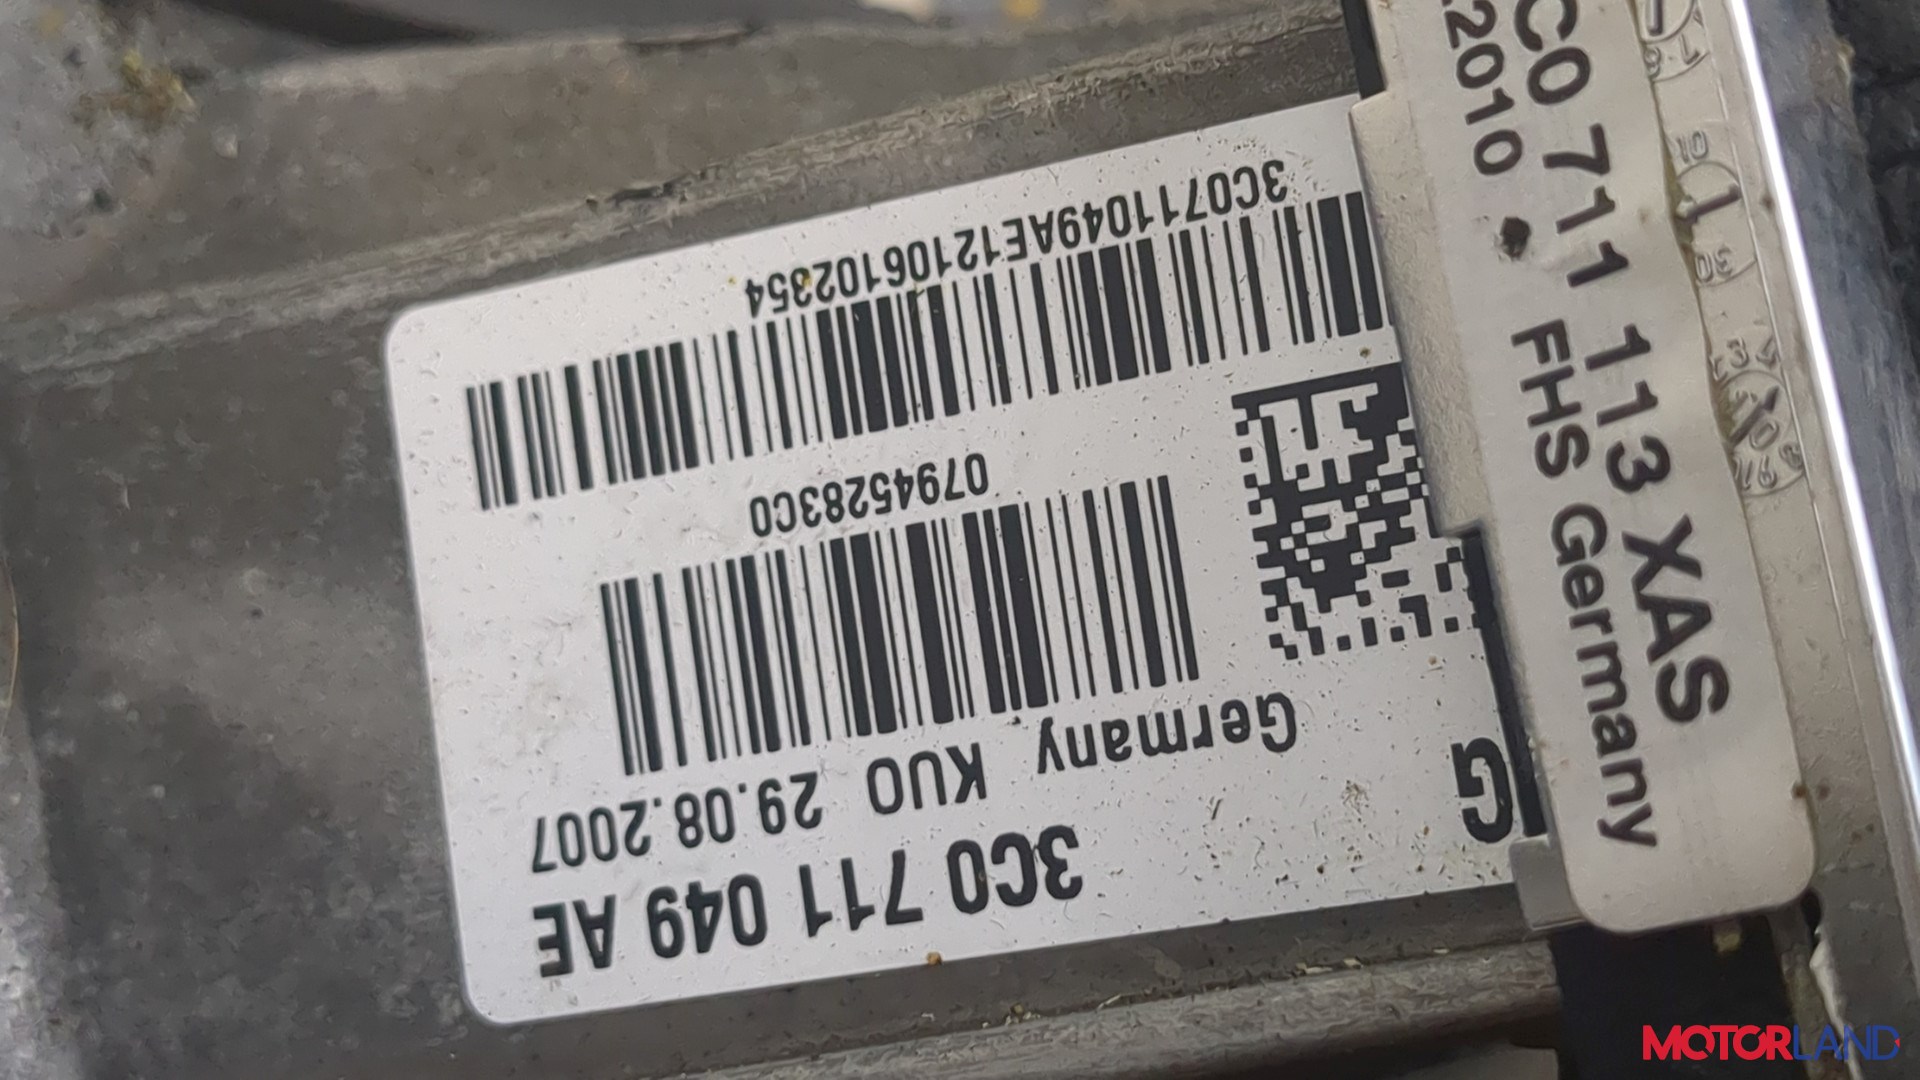 3C0 711 049 AE
Germany KUO 29.08.2007
G
07945283C0
3C0711049AE12106102354
C0 711 113 XAS
.2010 FHS Germany
MOTORLAND